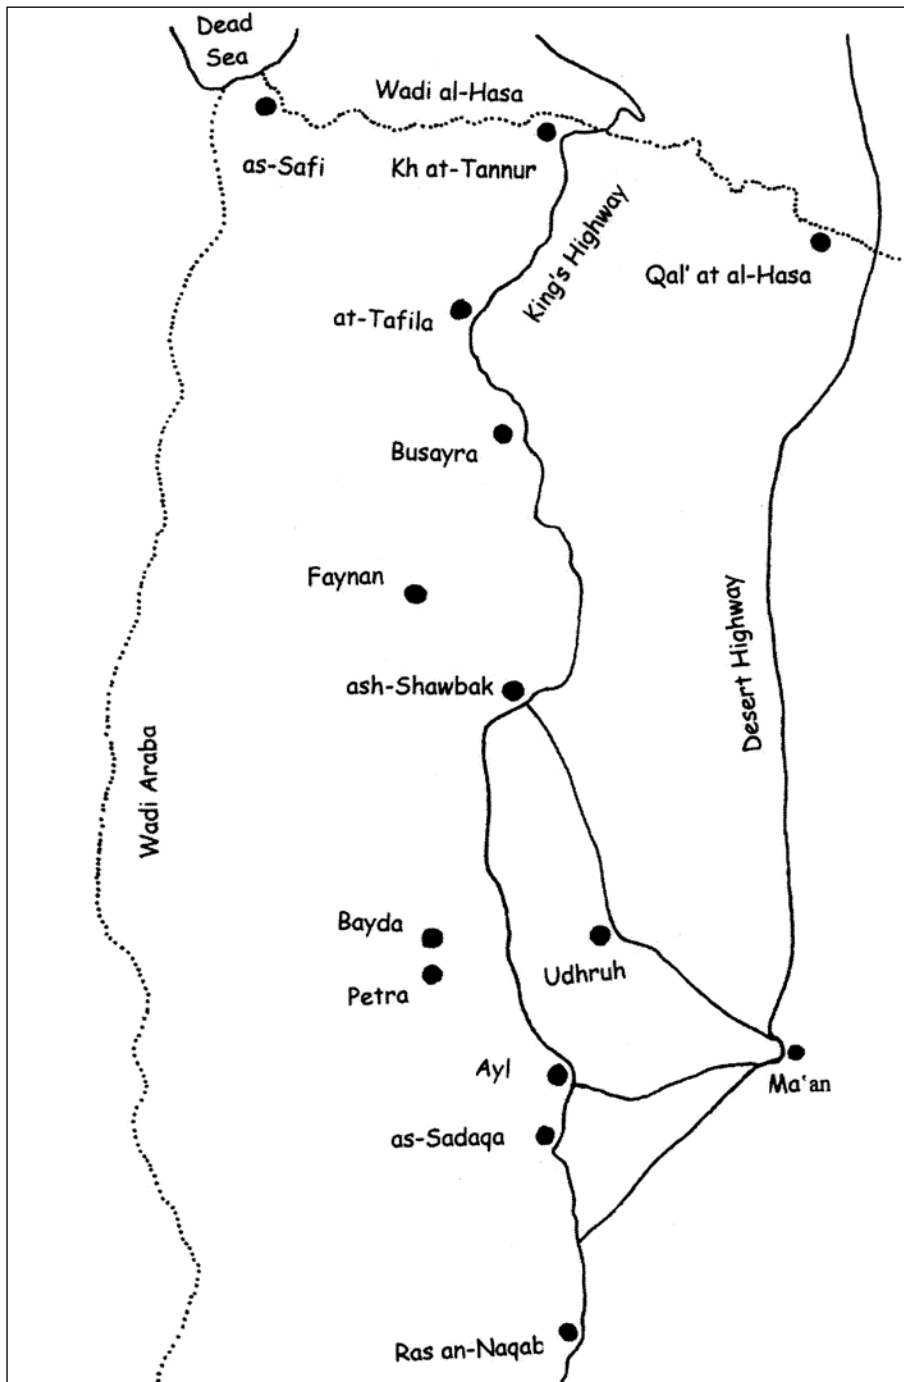 Dead
Sea
Wadi al-Hasa
as-Safi
Kh at-Tannur
King's Highway
Qal' at al-Hasa
at-Tafila
Busayra
Faynan
Desert Highway
ash-Shawbak
Wadi Araba
Bayda
Udhruh
Petra
Ayl
Ma'an
as-Sadaqa
Ras an-Naqab